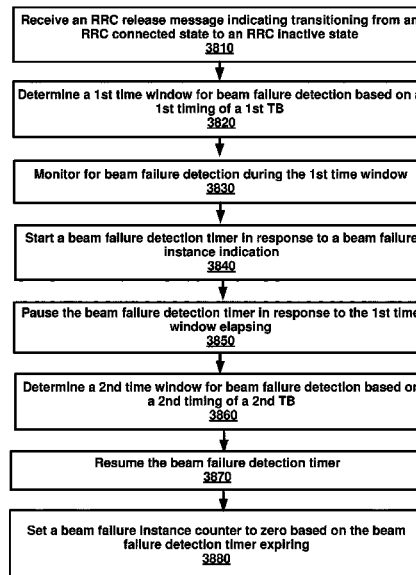 Receive an RRC release message indicating transitioning from an
RRC connected state to an RRC inactive state
3810
Determine a 1st time window for beam failure detection based on a
1st timing of a 1st TB
3820
Monitor for beam failure detection during the 1st time window
3830
Start a beam failure detection timer in response to a beam failure
instance indication
3840
Pause the beam failure detection timer in response to the 1st time
window elapsing
3850
Determine a 2nd time window for beam failure detection based on
a 2nd timing of a 2nd TB
3860
Resume the beam failure detection timer
3870
Set a beam failure instance counter to zero based on the beam
failure detection timer expiring
3880